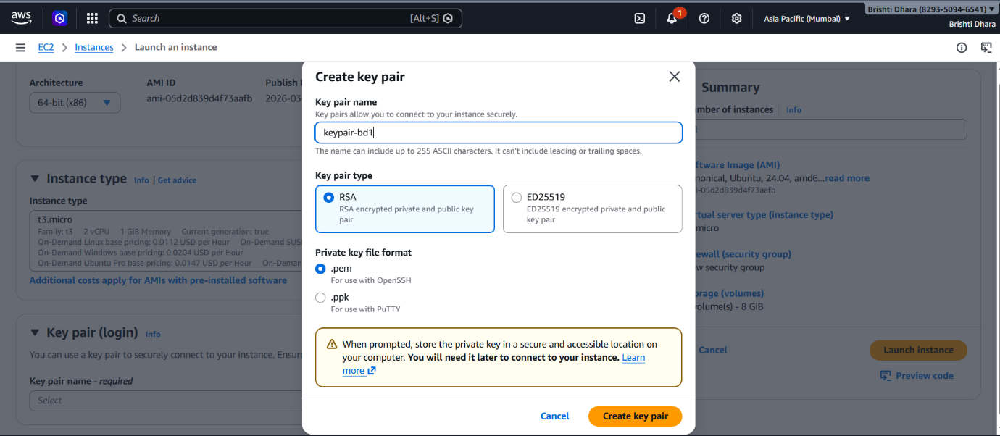 aws
Search
[Alt+S]
1
Asia Pacific (Mumbai)
Brishti Dhara (8293-5094-6541)
Brishti Dhara
EC2
Instances
Launch an instance
Architecture
AMI ID
Publish
64-bit (x86)
ami-05d2d839d4f73aafb
2026-03
Instance type
Info
Get advice
Instance type
t3.micro
Family: t3 2 vCPU 1 GiB Memory Current generation: true
On-Demand Linux base pricing: 0.0112 USD per Hour On-Demand SUS
On-Demand Windows base pricing: 0.0204 USD per Hour
On-Demand Ubuntu Pro base pricing: 0.0147 USD per Hour On-Deman
Additional costs apply for AMIs with pre-installed software
Key pair (login)
Info
You can use a key pair to securely connect to your instance. Ensure
Key pair name - required
Select
Create key pair
Key pair name
Key pairs allow you to connect to your instance securely.
keypair-bd1
The name can include up to 255 ASCII characters. It can't include leading or trailing spaces.
Key pair type
RSA
RSA encrypted private and public key
pair
ED25519
ED25519 encrypted private and public
key pair
Private key file format
.pem
For use with OpenSSH
.ppk
For use with PuTTY
When prompted, store the private key in a secure and accessible location on
your computer. You will need it later to connect to your instance. Learn
more
Cancel
Create key pair
Summary
mber of instances
Info
ftware Image (AMI)
nonical, Ubuntu, 24.04, amd6...read more
i-05d2d839d4f73aafb
rtual server type (instance type)
micro
ewall (security group)
w security group
orage (volumes)
volume(s) - 8 GiB
Cancel
Launch instance
Preview code